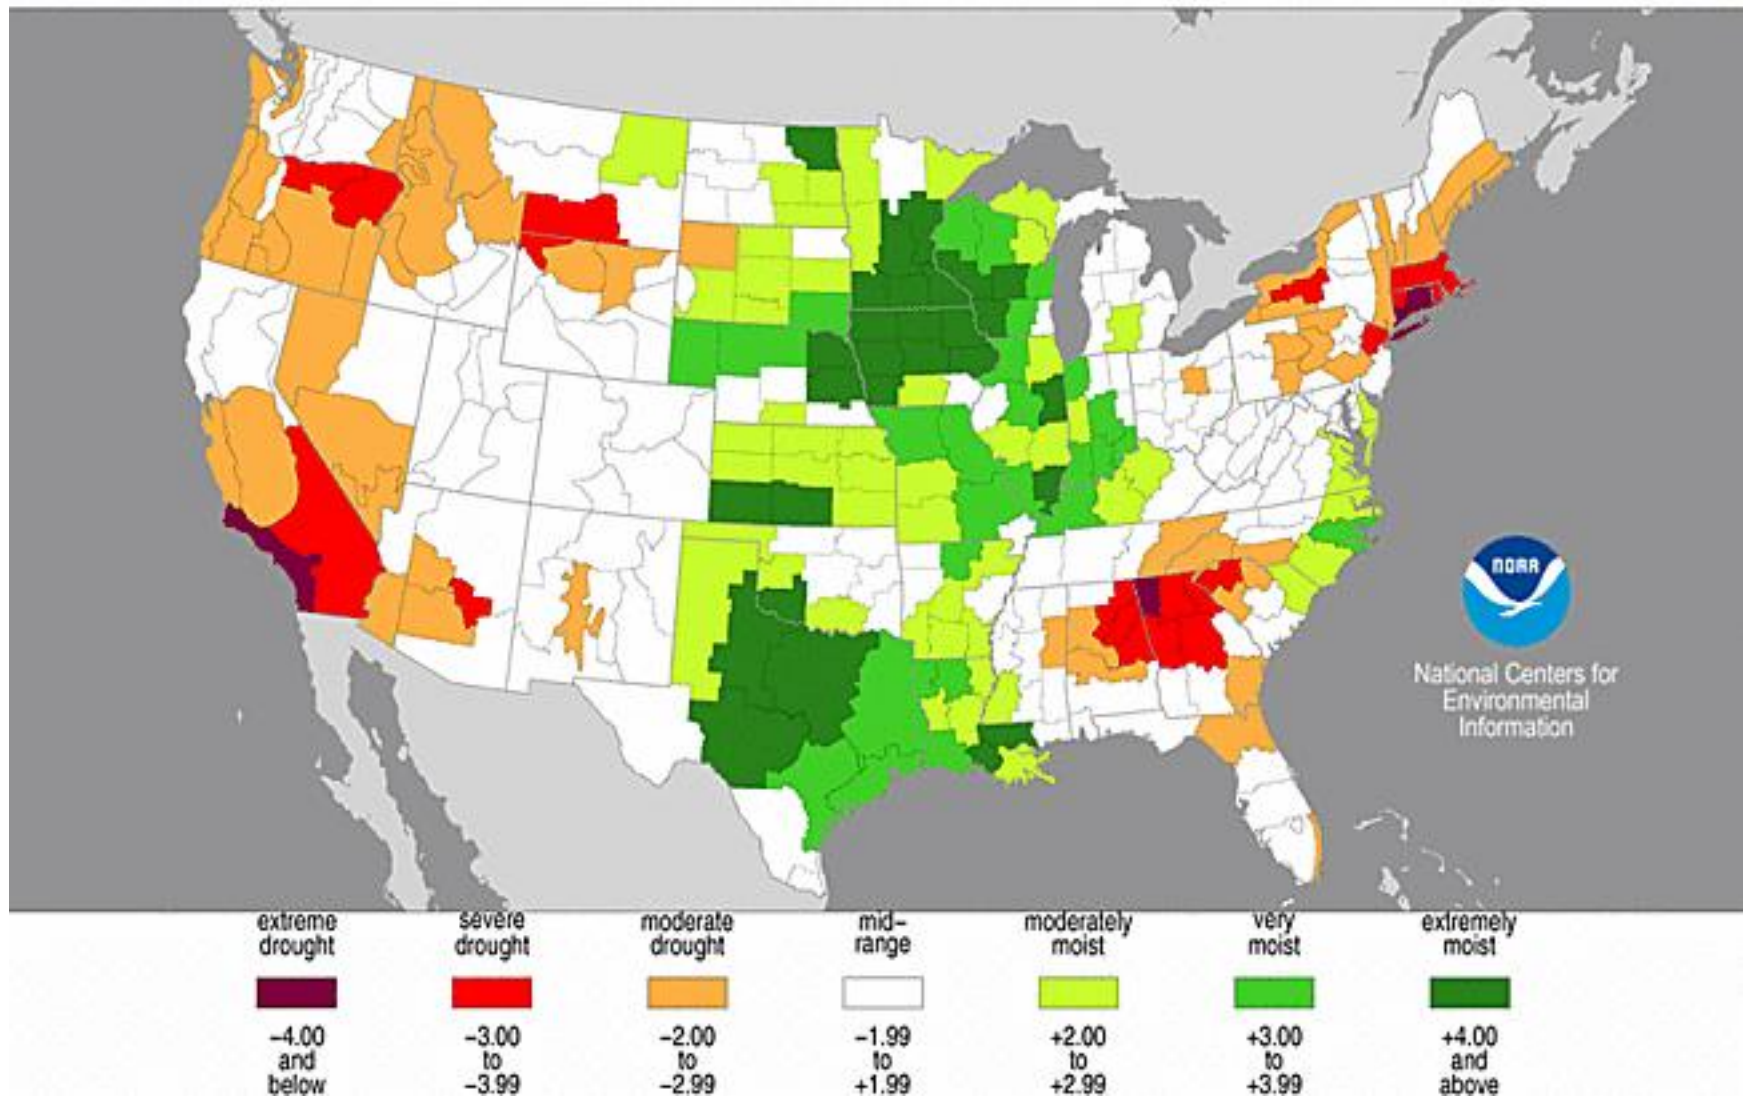 NOAA
National Centers for
Environmental
Information
extreme
drought
severe
drought
moderate
drought
mid-
range
moderately
moist
very
moist
extremely
moist
−4.00
and
below
−3.00
to
−3.99
−2.00
to
−2.99
−1.99
to
+1.99
+2.00
to
+2.99
+3.00
to
+3.99
+4.00
and
above